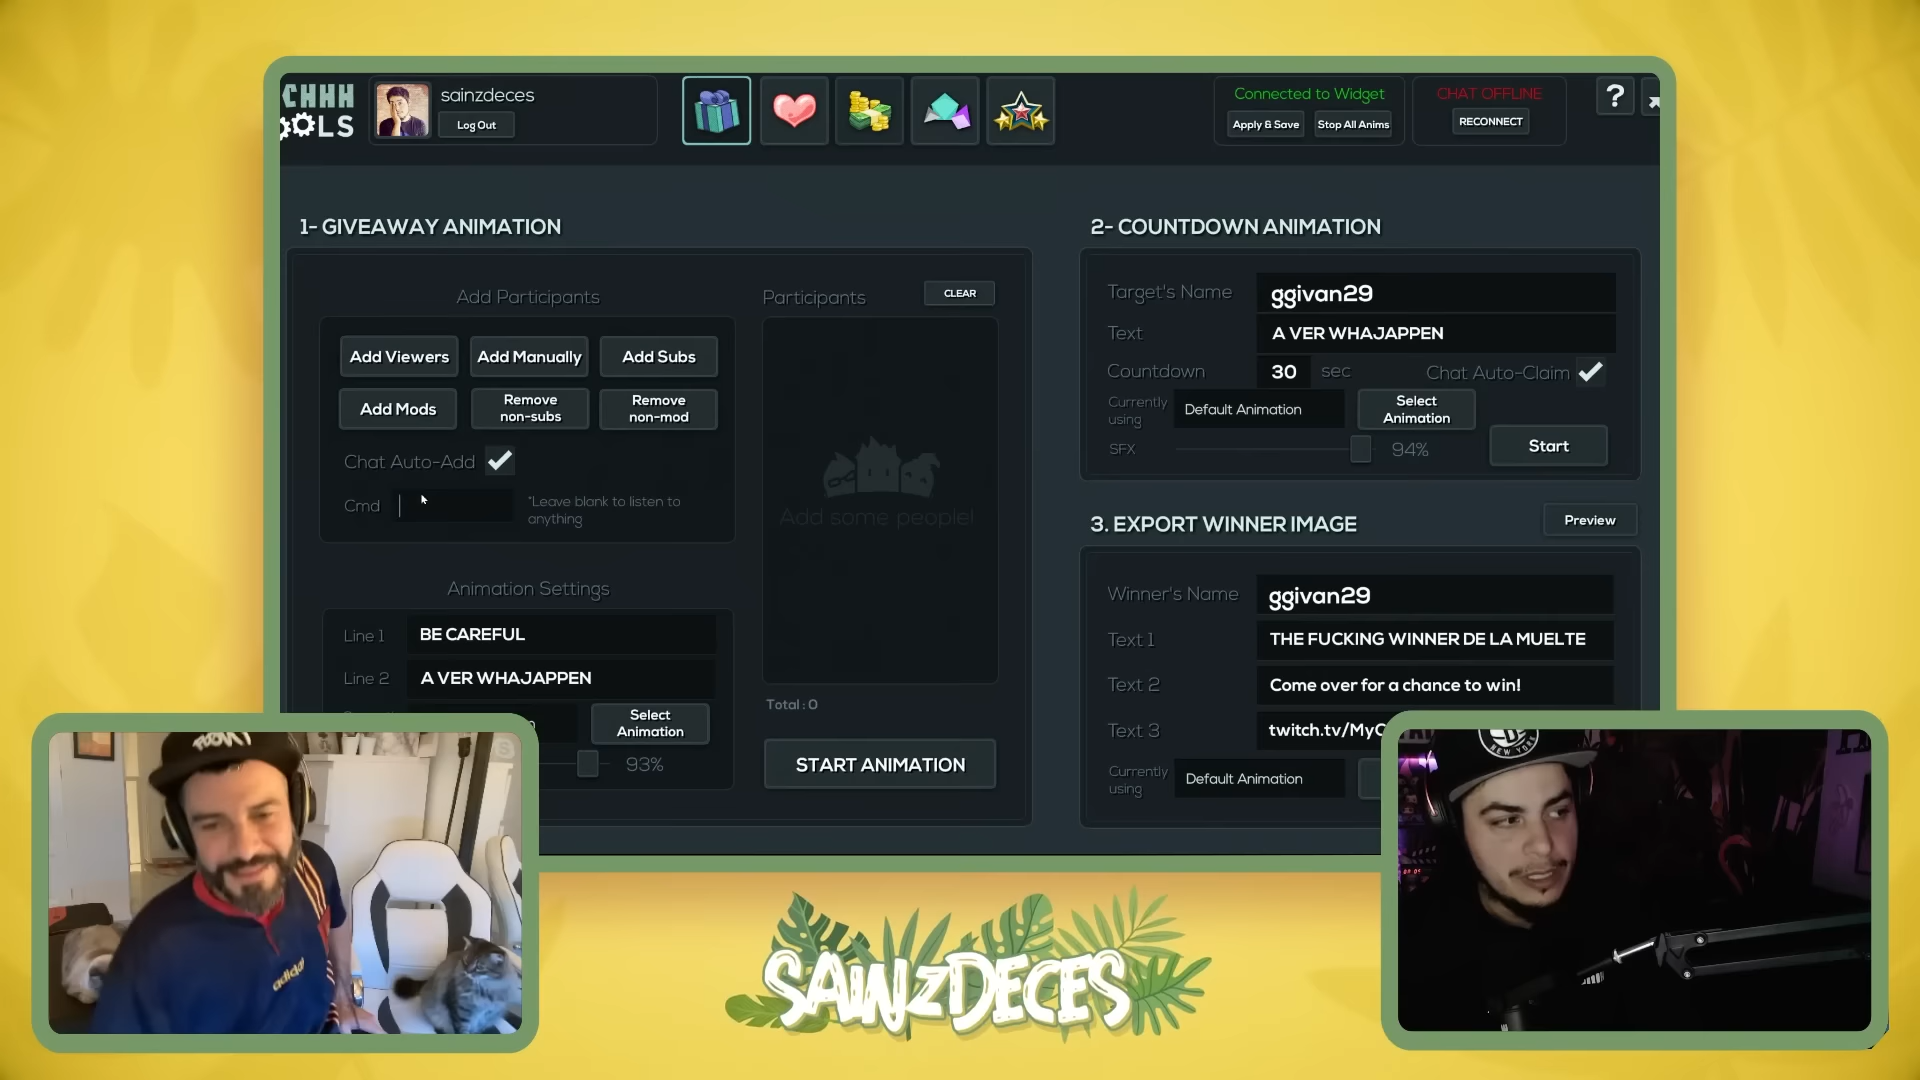 CHHH
OOLS
sainzdeces
Log Out
Connected to Widget
Apply & Save
Stop All Anims
CHAT OFFLINE
RECONNECT
?
1- GIVEAWAY ANIMATION
Add Participants
Add Viewers
Add Manually
Add Subs
Add Mods
Remove
non-subs
Remove
non-mod
Chat Auto-Add
Cmd
*Leave blank to listen to
anything
Participants
CLEAR
Add some people!
Total : 0
START ANIMATION
Animation Settings
Line 1
BE CAREFUL
Line 2
A VER WHAJAPPEN
Select
Animation
93%
2- COUNTDOWN ANIMATION
Target's Name
ggivan29
Text
A VER WHAJAPPEN
Countdown
30
sec
Chat Auto-Claim
Currently
using
Default Animation
Select
Animation
SFX
94%
Start
3. EXPORT WINNER IMAGE
Preview
Winner's Name
ggivan29
Text 1
THE FUCKING WINNER DE LA MUELTE
Text 2
Come over for a chance to win!
Text 3
twitch.tv/MyC
Currently
using
Default Animation
adidas
NEW YORK
SAINZDECES